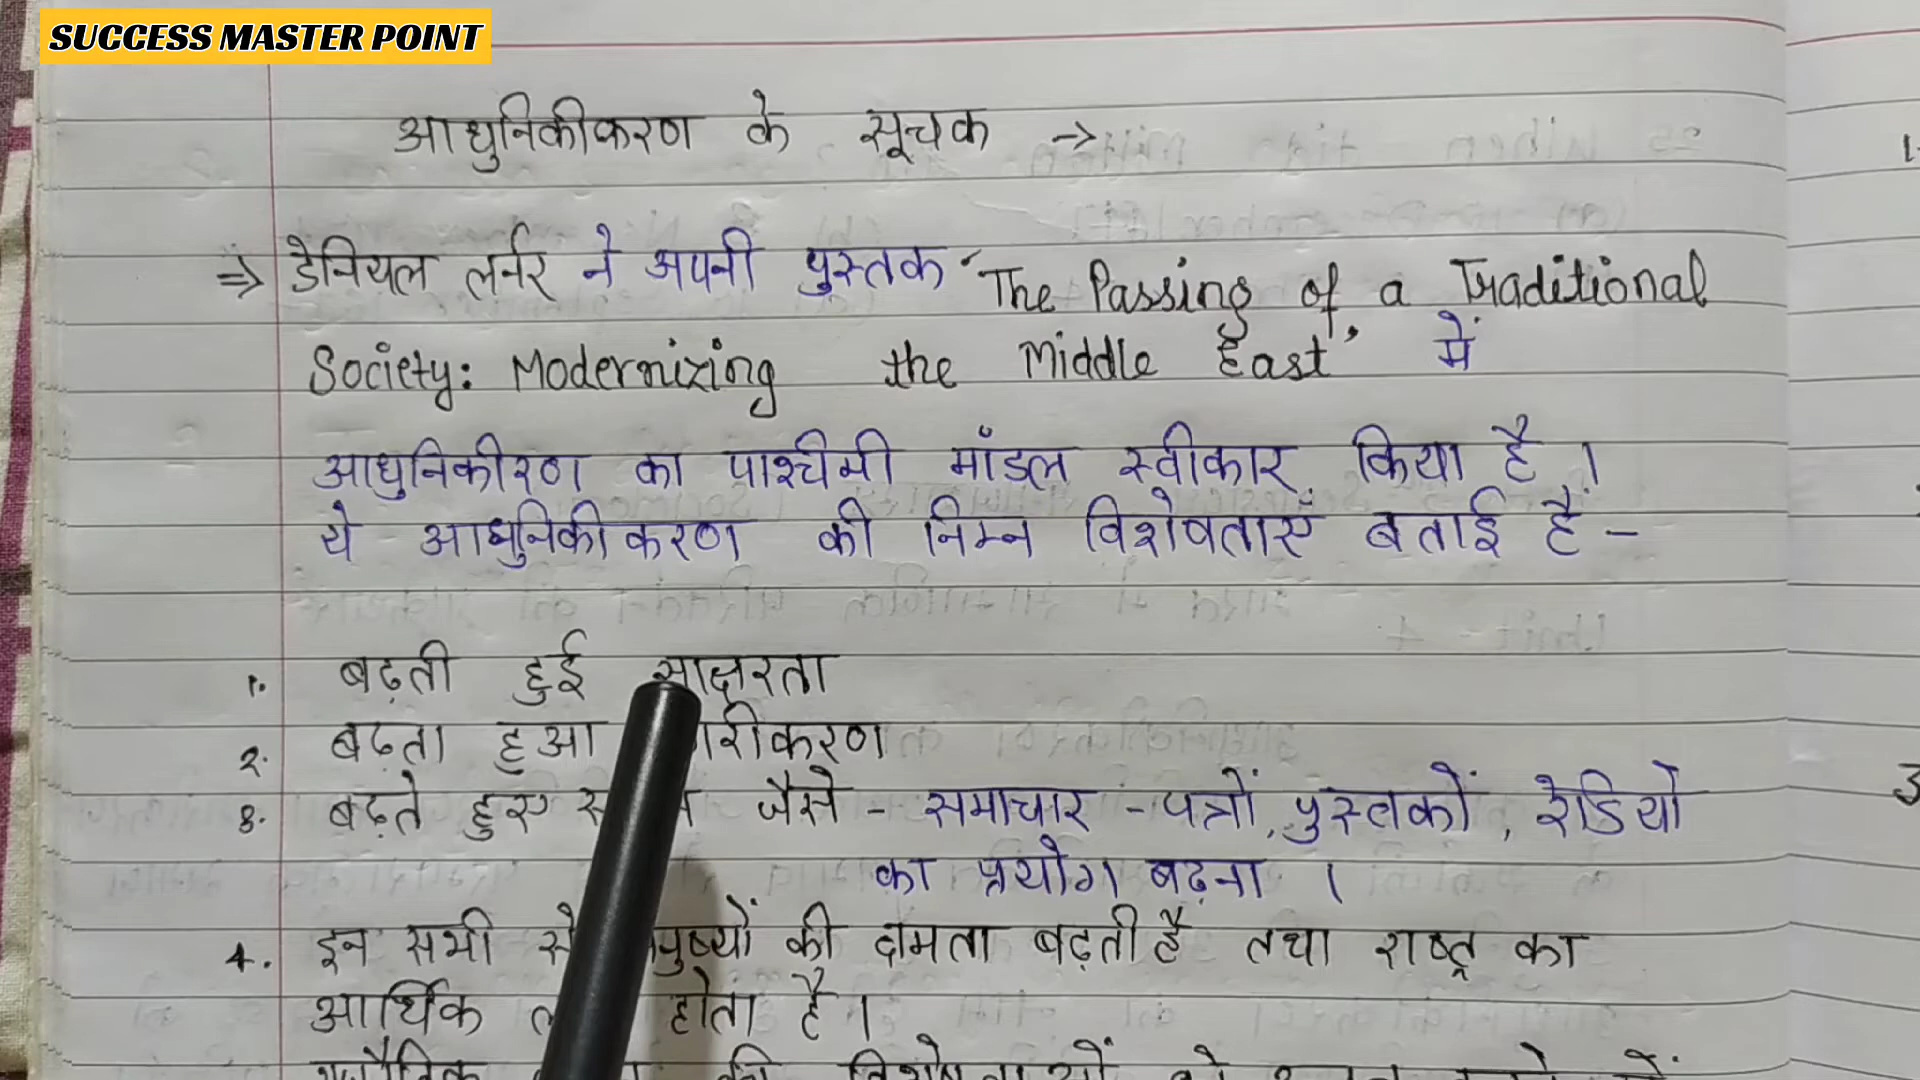 SUCCESS MASTER POINT
आधुनिकीकरण के सूचक →
⇒ डेनियल लर्नर ने अपनी पुस्तक 'The Passing of a Traditional
Society: Modernizing the Middle East' में
आधुनिकीरण का पाश्चीमी मॉडल स्वीकार किया है ।
ये आधुनिकीकरण की निम्न विशेषताएँ बताई हैं -
1. बढ़ती हुई साक्षरता
2. बढता हुआ
3. बढ़ते हुए जैसे - समाचार - पत्रों, पुस्तकों, रेडियो
का प्रयोग बढ़ना ।
4. इन सभी से की क्षमता बढ़ती है तथा राष्ट्र का
आर्थिक होता है ।